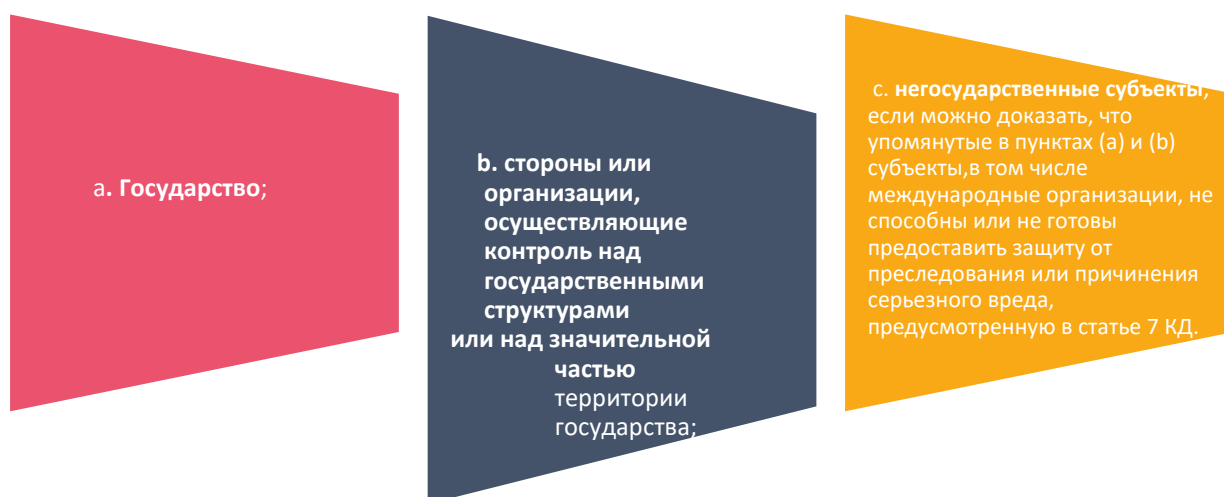 a. Государство;
b. стороны или
организации,
осуществляющие
контроль над
государственными
структурами
или над значительной
частью
территории
государства;
c. негосударственные субъекты,
если можно доказать, что
упомянутые в пунктах (a) и (b)
субъекты,в том числе
международные организации, не
способны или не готовы
предоставить защиту от
преследования или причинения
серьезного вреда,
предусмотренную в статье 7 КД.